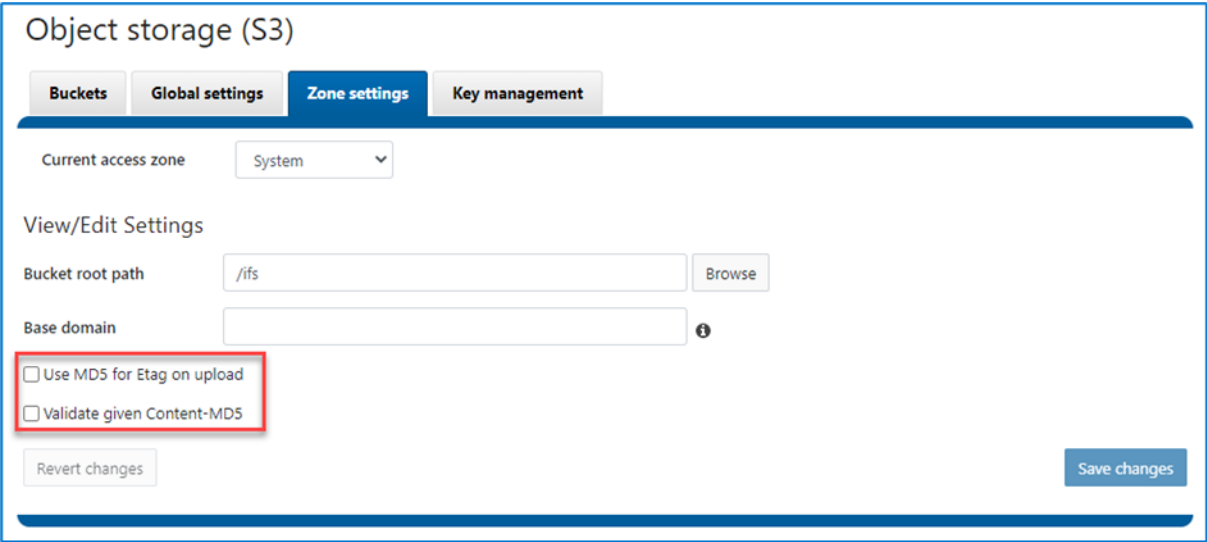 Object storage (S3)
Buckets Global settings Zone settings Key management
Current access zone System
View/Edit Settings
Bucket root path /ifs Browse
Base domain
Use MD5 for Etag on upload
Validate given Content-MD5
Revert changes Save changes